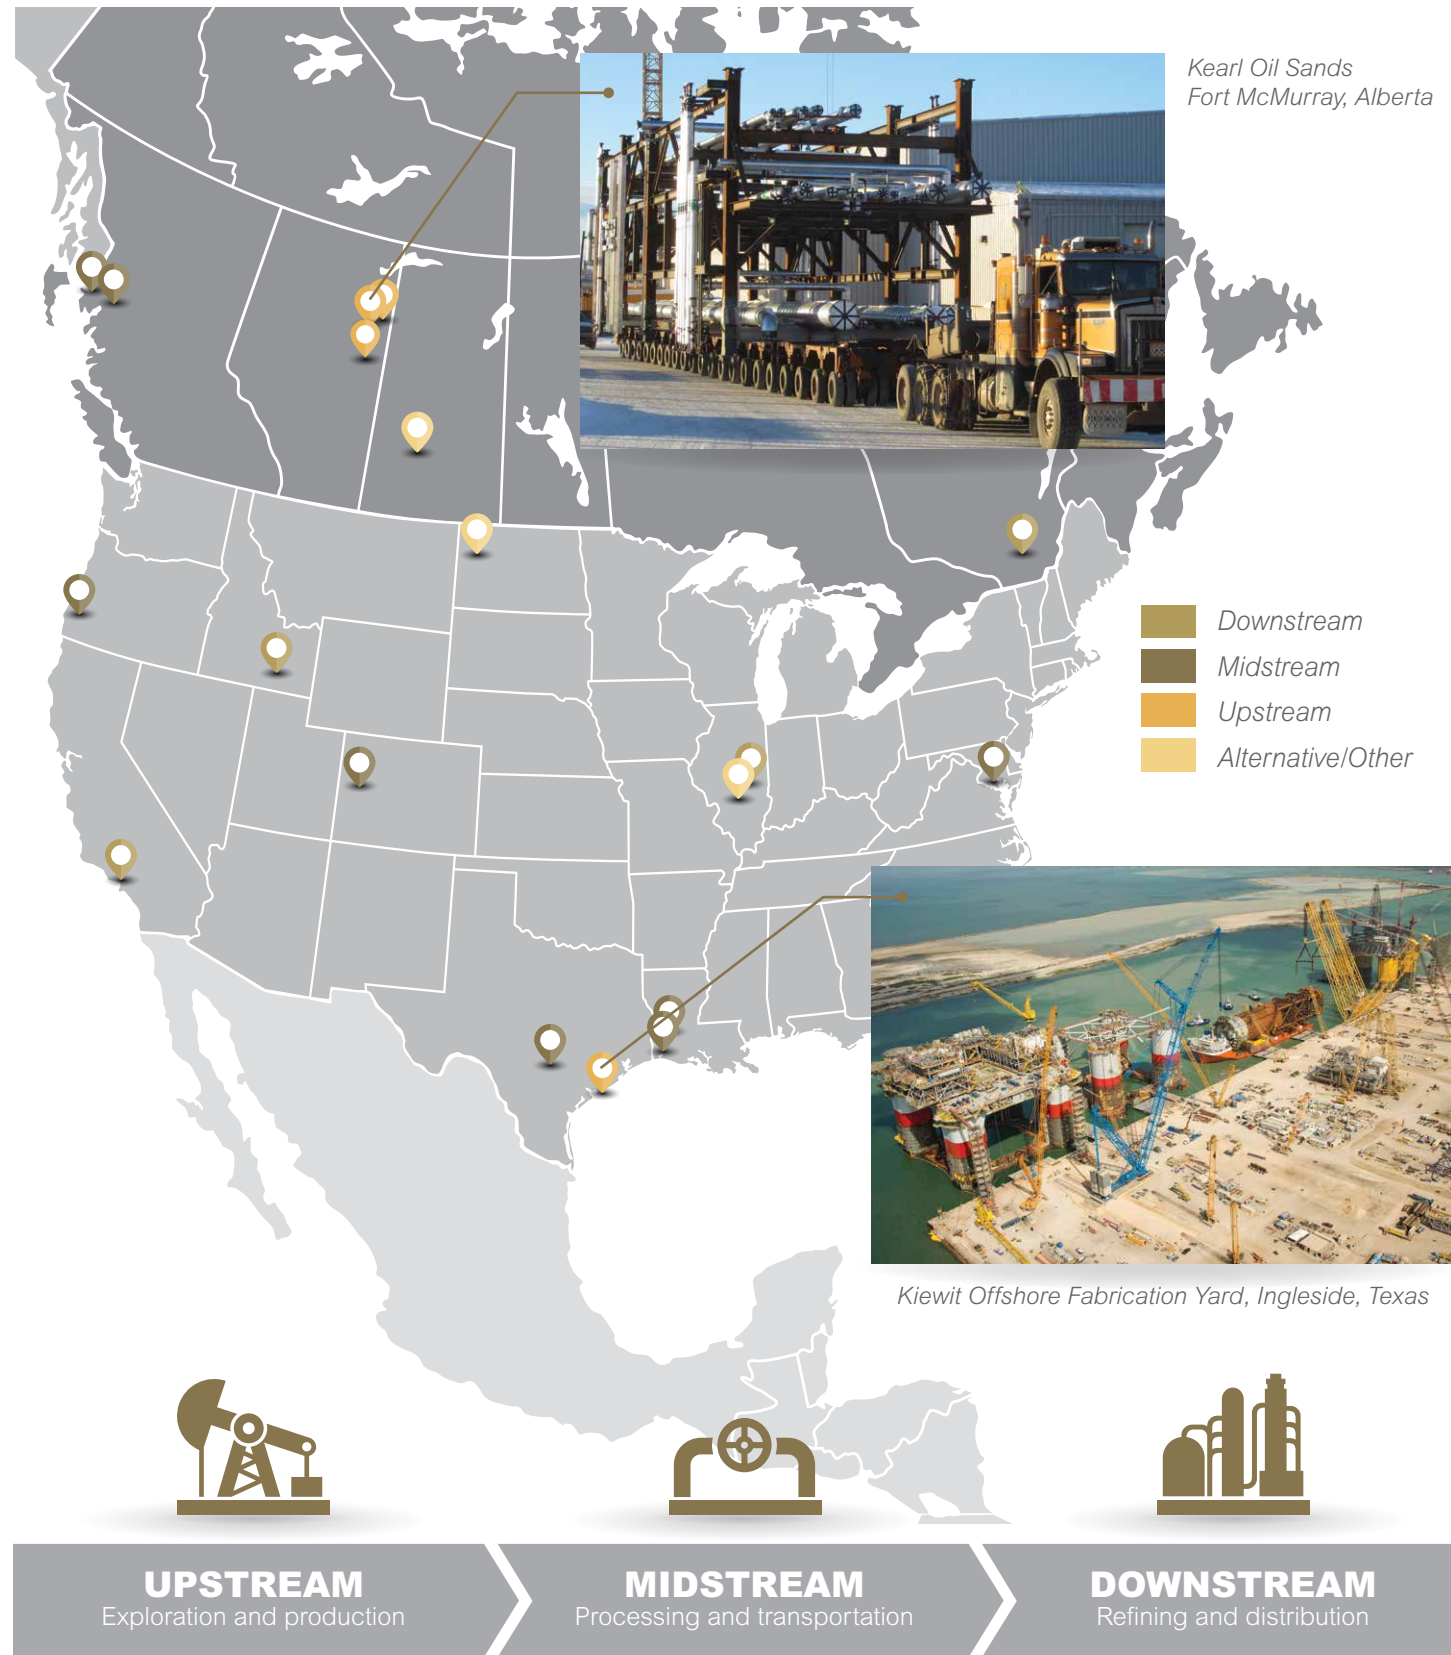 Kearl Oil Sands
Fort McMurray, Alberta
Downstream
Midstream
Upstream
Alternative/Other
Kiewit Offshore Fabrication Yard, Ingleside, Texas
UPSTREAM
Exploration and production
MIDSTREAM
Processing and transportation
DOWNSTREAM
Refining and distribution